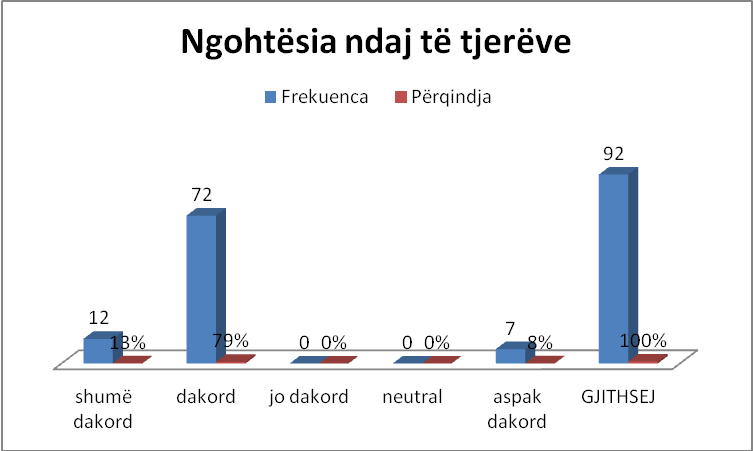 Ngohtësia ndaj të tjerëve
Frekuenca Përqindja
92
72
12
13%
79%
0 0%
0 0%
7
8%
100%
shumë dakord jo dakord neutral aspak GJITHSEJ
dakord dakord